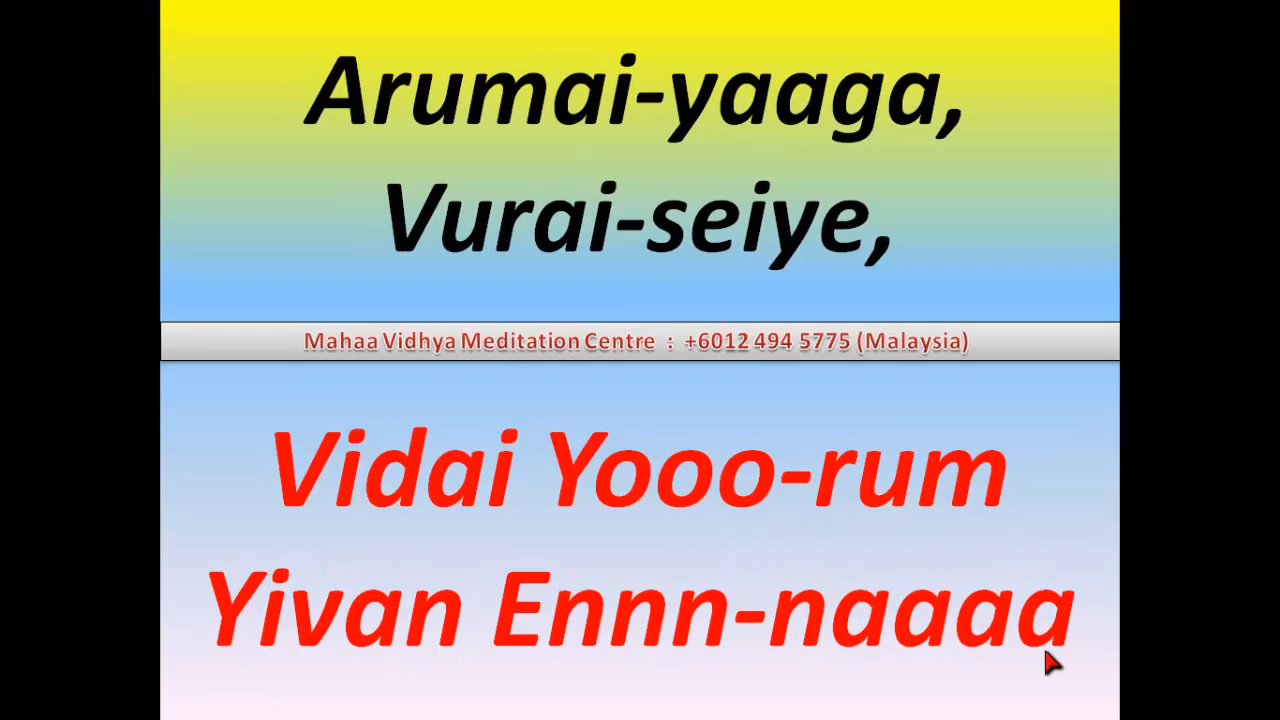 Arumai-yaaga,
Vurai-seiye,
Mahaa Vidhya Meditation Centre : +6012 494 5775 (Malaysia)
Vidai Yooo-rum
Yivan Ennn-naaaa